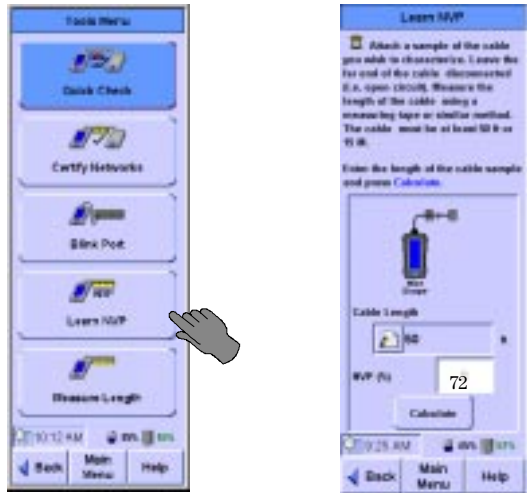 Tools Menu
Quick Check
Certify Networks
Blink Port
Learn NVP
Measure Length
10:12 AM
Back
Main
Menu
Help
Learn NVP
Attach a sample of the cable
you wish to characterize. Leave the
far end of the cable disconnected
(i.e. open circuit). Measure the
length of the cable using a
measuring tape or similar method.
The cable must be at least 50 ft or
15 M.
Enter the length of the cable sample
and press Calculate.
Cable Length
50
NVP (%)
72
Calculate
Back
Main
Menu
Help